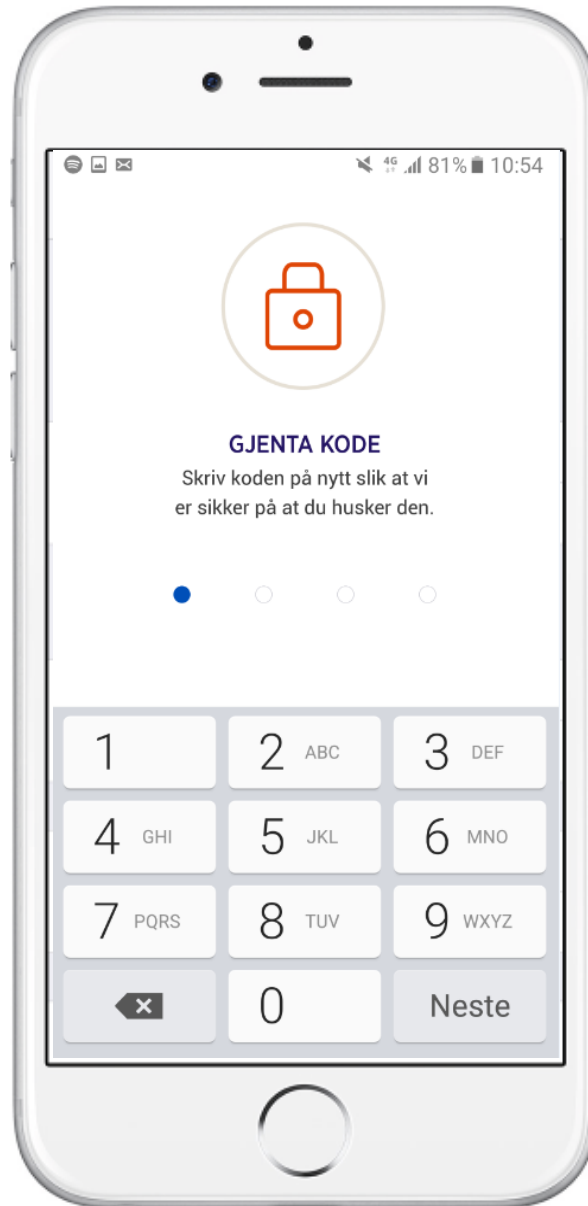 4G 81% 10:54
GJENTA KODE
Skriv koden på nytt slik at vi
er sikker på at du husker den.
1 2 ABC 3 DEF
4 GHI 5 JKL 6 MNO
7 PQRS 8 TUV 9 WXYZ
0 Neste